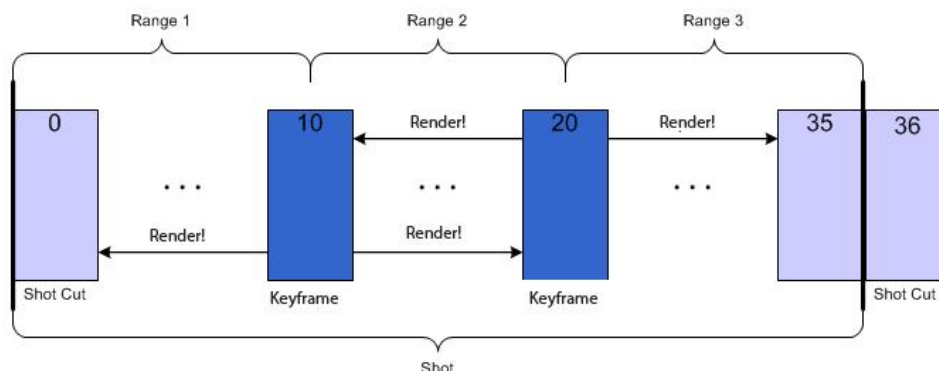 Range 1 Range 2 Range 3
0 10 20 35 36
Render! Render!
... ... ...
Render! Render!
Shot Cut Keyframe Keyframe Shot Cut
Shot